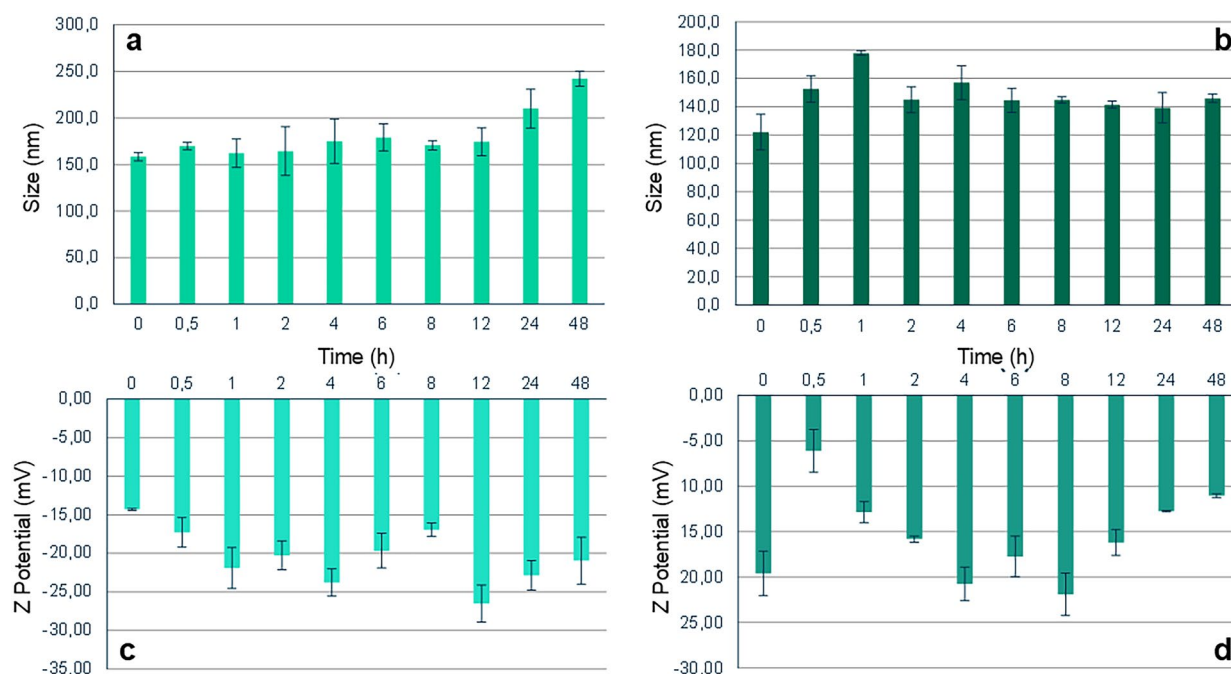 a
Size (nm)
300,0
250,0
200,0
150,0
100,0
50,0
0,0
0 0,5 1 2 4 6 8 12 24 48
Time (h)
b
Size (nm)
200,0
180,0
160,0
140,0
120,0
100,0
80,0
60,0
40,0
20,0
0,0
0 0,5 1 2 4 6 8 12 24 48
Time (h)
c
Z Potential (mV)
0 0,5 1 2 4 6 8 12 24 48
0,00
-5,00
-10,00
-15,00
-20,00
-25,00
-30,00
-35,00
d
Z Potential (mV)
0 0,5 1 2 4 6 8 12 24 48
0,00
-5,00
10,00
15,00
20,00
25,00
-30,00